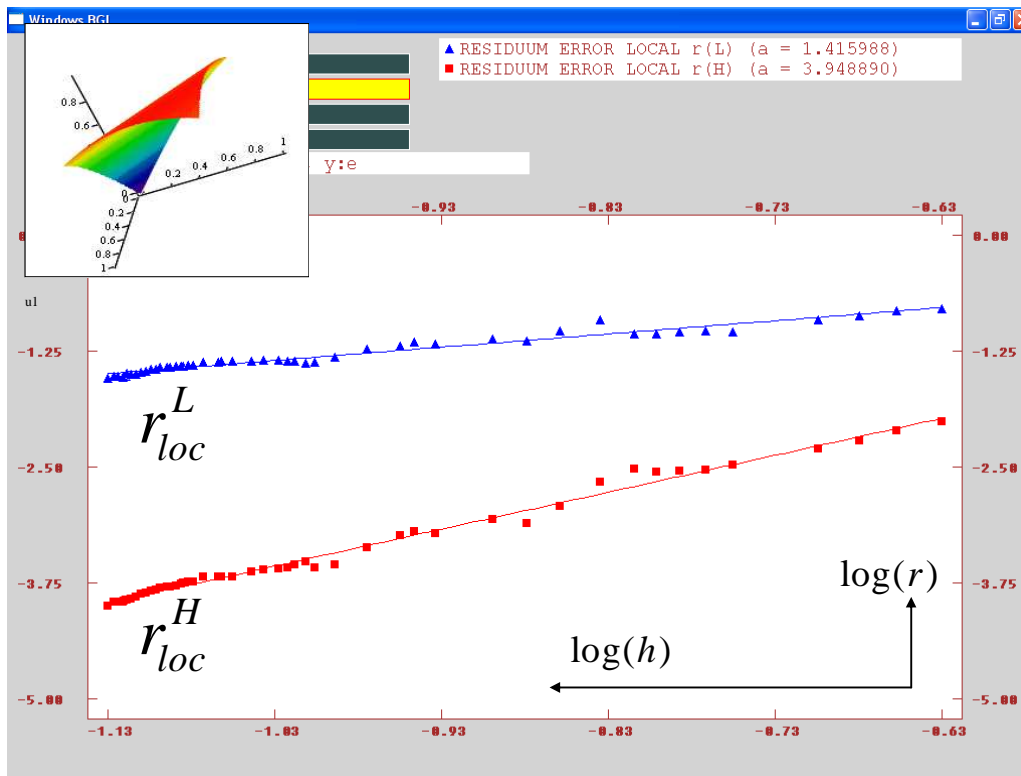 Windows BGI
RESIDUUM ERROR LOCAL r(L) (a = 1.415988)
RESIDUUM ERROR LOCAL r(H) (a = 3.948890)
y:e
0.8
0.6
0.2 0.4 0.6 0.8 1
0
0
0.2
0.4
0.6
0.8
1
-0.93 -0.83 -0.73 -0.63
0.00
ul
-1.25 -1.25
r_loc^L
-2.50 -2.50
-3.75 -3.75
log(r)
r_loc^H
log(h)
-5.00 -5.00
-1.13 -1.03 -0.93 -0.83 -0.73 -0.63